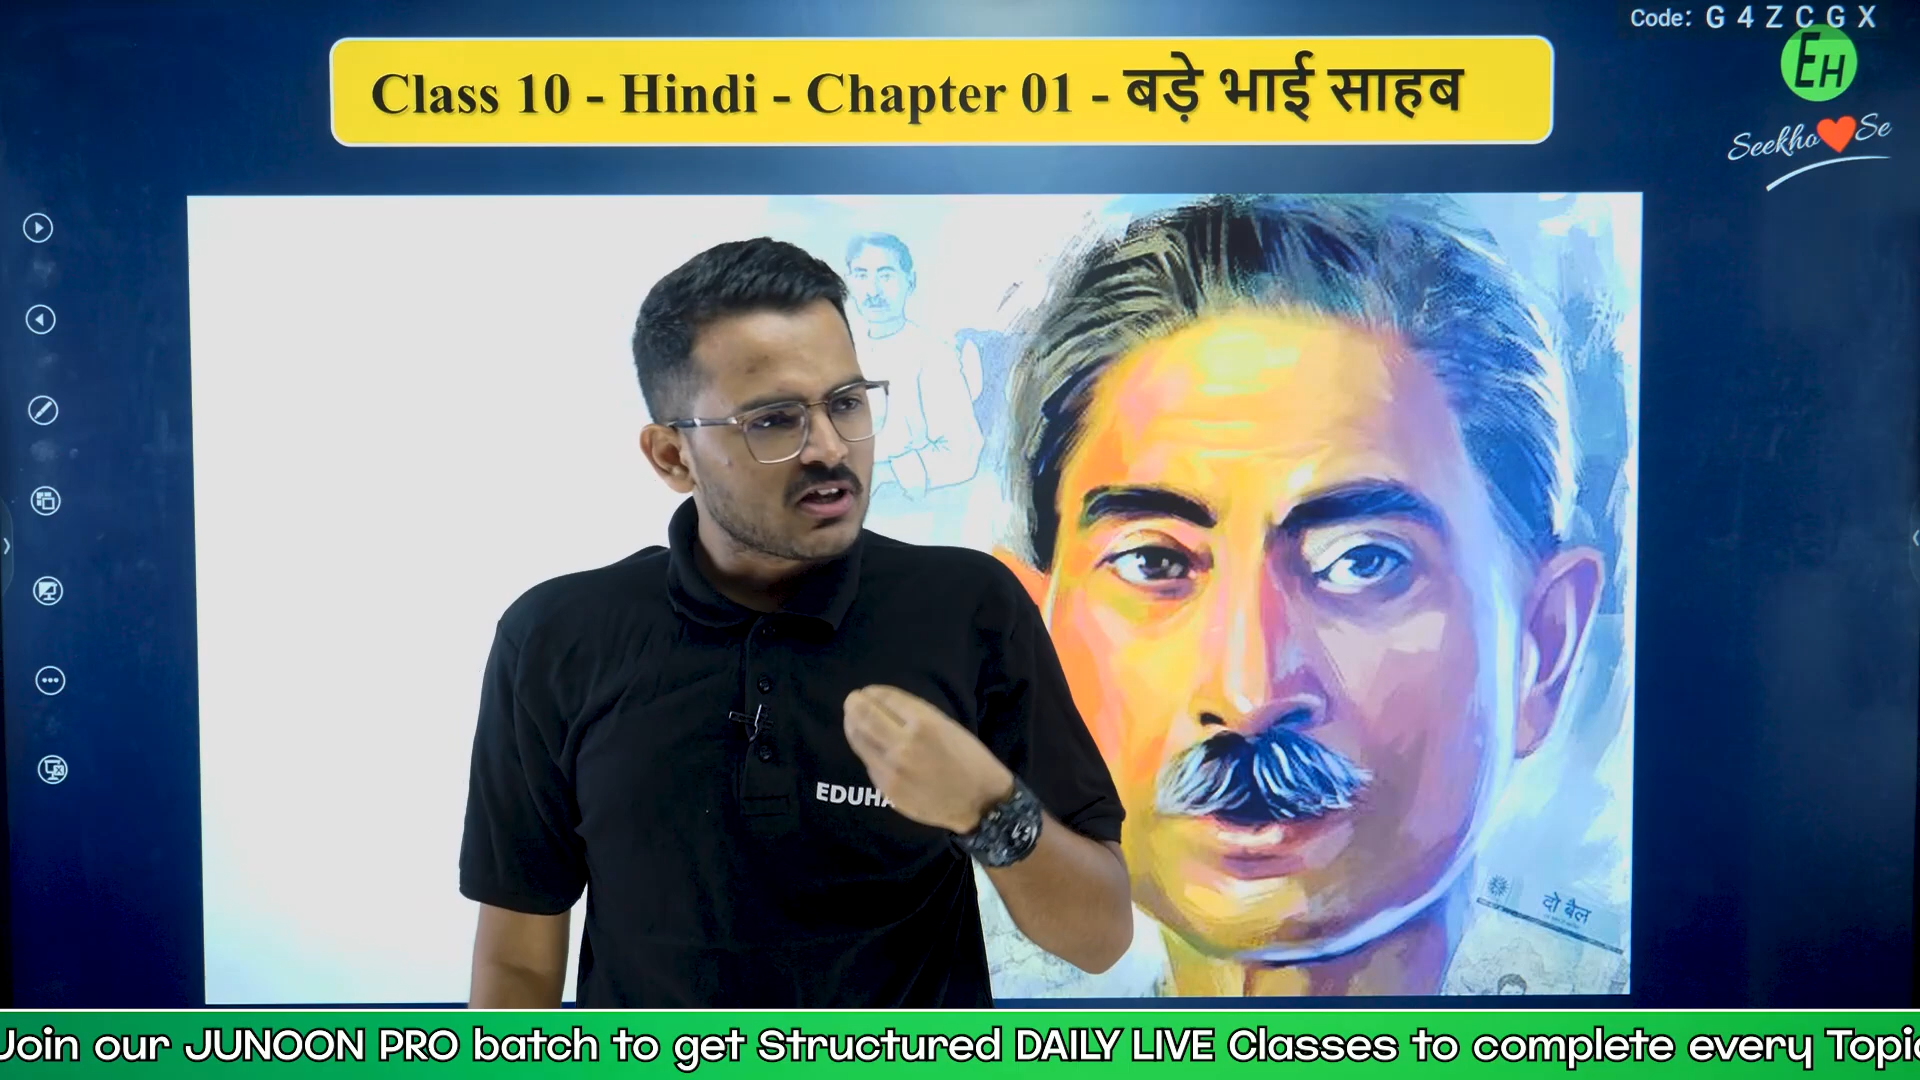 Code: G 4 Z C G X
EH
Class 10 - Hindi - Chapter 01 - बड़े भाई साहब
Seekho Se
EDUHA
दो बैल
Join our JUNOON PRO batch to get Structured DAILY LIVE Classes to complete every Topic